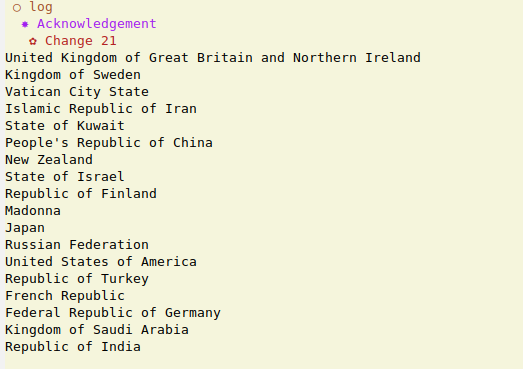 log
Acknowledgement
Change 21
United Kingdom of Great Britain and Northern Ireland
Kingdom of Sweden
Vatican City State
Islamic Republic of Iran
State of Kuwait
People's Republic of China
New Zealand
State of Israel
Republic of Finland
Madonna
Japan
Russian Federation
United States of America
Republic of Turkey
French Republic
Federal Republic of Germany
Kingdom of Saudi Arabia
Republic of India